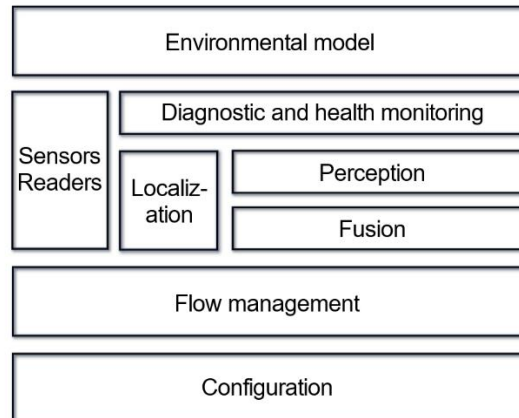 Environmental model
Diagnostic and health monitoring
Sensors
Readers
Localiz-
ation
Perception
Fusion
Flow management
Configuration